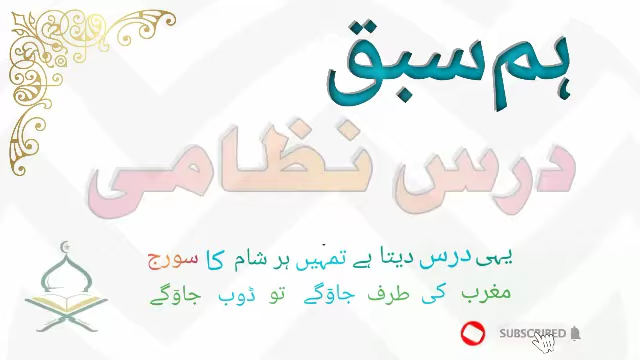 ہم سبق
درس نظامی
یہی درس دیتا ہے تمہیں ہر شام کا سورج
مغرب کی طرف جاؤگے تو ڈوب جاؤگے
SUBSCRIBED